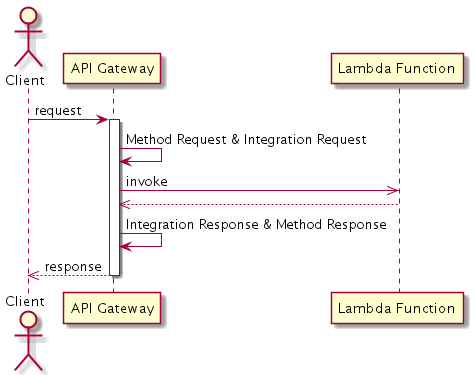 Client
API Gateway
Lambda Function
request
Method Request & Integration Request
invoke
Integration Response & Method Response
response
Client
API Gateway
Lambda Function